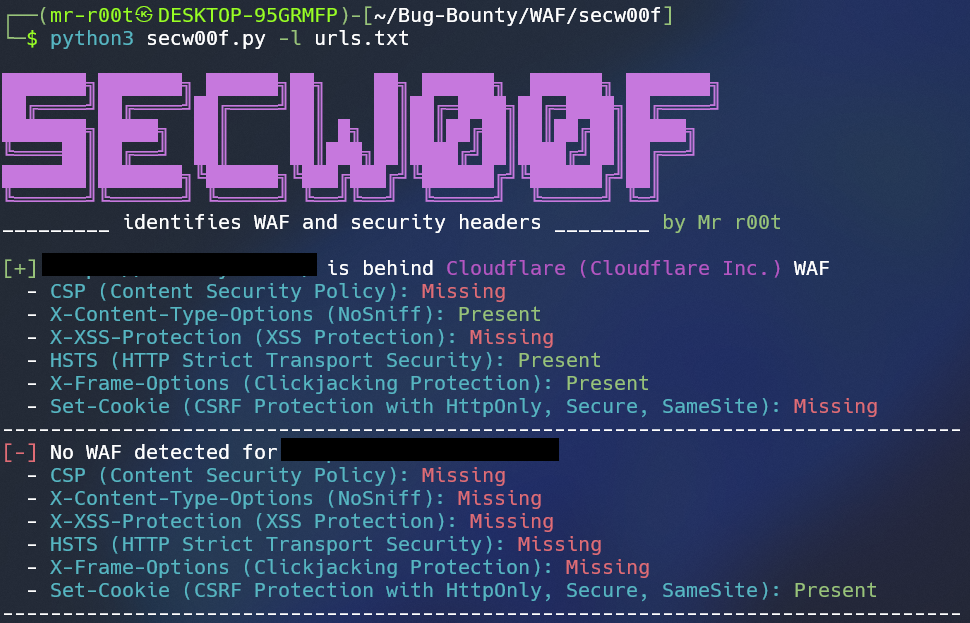 ┌──(mr-r00t㉿DESKTOP-95GRMFP)-[~/Bug-Bounty/WAF/secw00f]
└─$ python3 secw00f.py -l urls.txt
SECW00F
_________ identifies WAF and security headers ________ by Mr r00t
[+] is behind Cloudflare (Cloudflare Inc.) WAF
- CSP (Content Security Policy): Missing
- X-Content-Type-Options (NoSniff): Present
- X-XSS-Protection (XSS Protection): Missing
- HSTS (HTTP Strict Transport Security): Present
- X-Frame-Options (Clickjacking Protection): Present
- Set-Cookie (CSRF Protection with HttpOnly, Secure, SameSite): Missing
--------------------------------------------------------------------------------
[-] No WAF detected for
- CSP (Content Security Policy): Missing
- X-Content-Type-Options (NoSniff): Missing
- X-XSS-Protection (XSS Protection): Missing
- HSTS (HTTP Strict Transport Security): Missing
- X-Frame-Options (Clickjacking Protection): Missing
- Set-Cookie (CSRF Protection with HttpOnly, Secure, SameSite): Present
--------------------------------------------------------------------------------